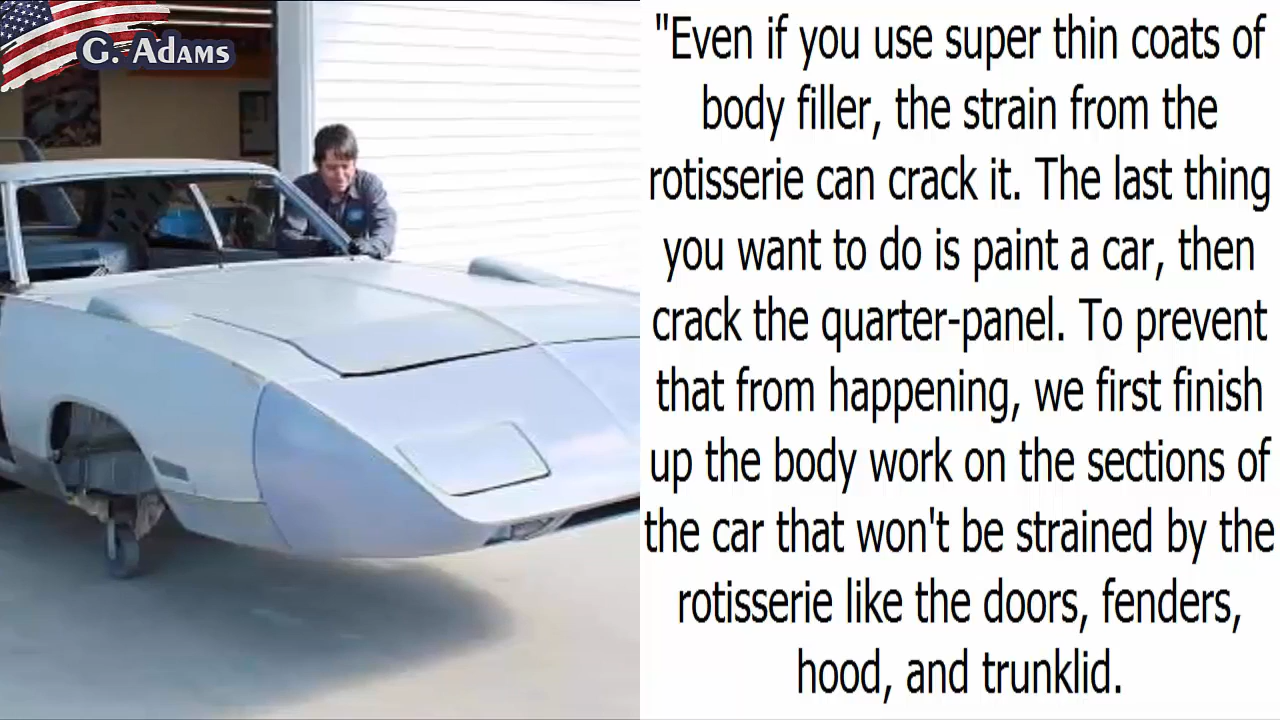 G. Adams
"Even if you use super thin coats of
body filler, the strain from the
rotisserie can crack it. The last thing
you want to do is paint a car, then
crack the quarter-panel. To prevent
that from happening, we first finish
up the body work on the sections of
the car that won't be strained by the
rotisserie like the doors, fenders,
hood, and trunklid.